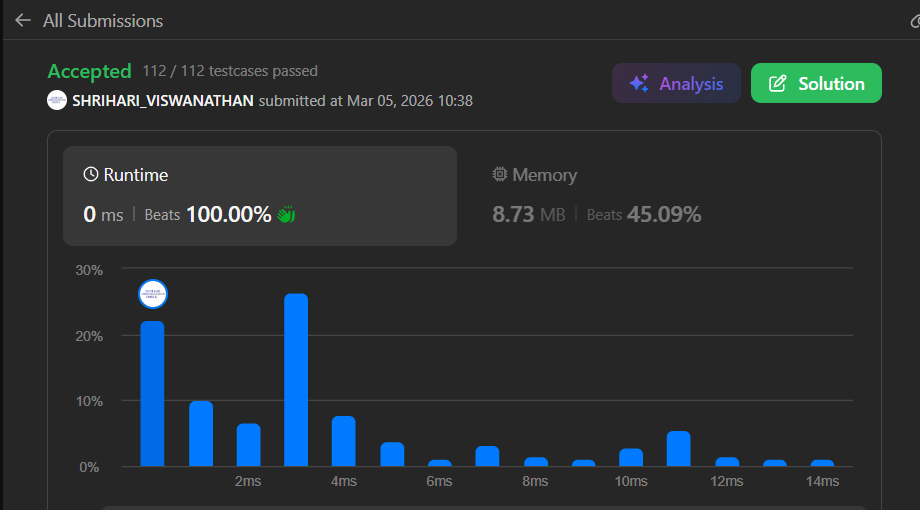 All Submissions
Accepted 112 / 112 testcases passed
SHRIHARI_VISWANATHAN submitted at Mar 05, 2026 10:38
Analysis
Solution
Runtime
0 ms | Beats 100.00%
Memory
8.73 MB | Beats 45.09%
30%
20%
10%
0%
2ms 4ms 6ms 8ms 10ms 12ms 14ms